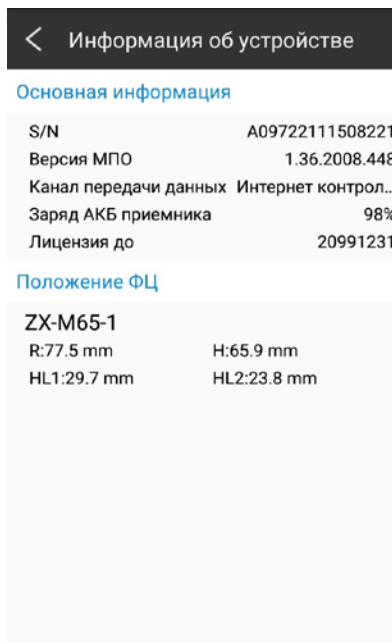 Информация об устройстве
Основная информация
S/N A09722111508221
Версия МПО 1.36.2008.448
Канал передачи данных Интернет контрол..
Заряд АКБ приемника 98%
Лицензия до 20991231
Положение ФЦ
ZX-M65-1
R:77.5 mm H:65.9 mm
HL1:29.7 mm HL2:23.8 mm